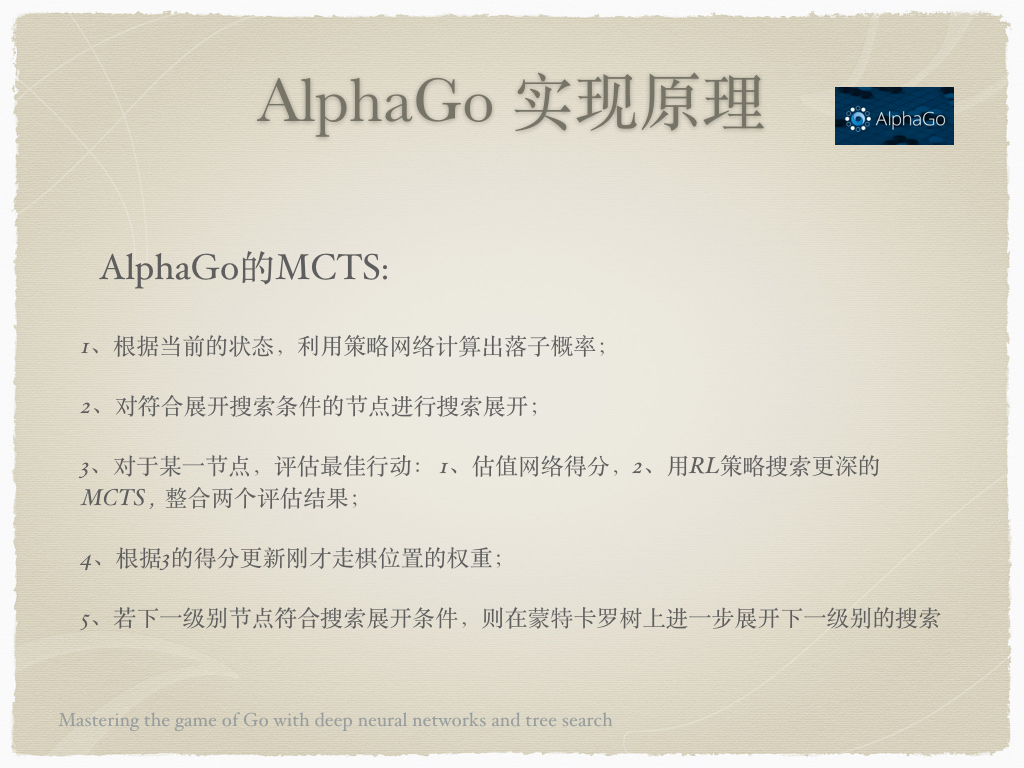 AlphaGo 实现原理
AlphaGo
AlphaGo的MCTS:
1、根据当前的状态，利用策略网络计算出落子概率；
2、对符合展开搜索条件的节点进行搜索展开；
3、对于某一节点，评估最佳行动： 1、估值网络得分，2、用RL策略搜索更深的
MCTS，整合两个评估结果；
4、根据3的得分更新刚才走棋位置的权重；
5、若下一级别节点符合搜索展开条件，则在蒙特卡罗树上进一步展开下一级别的搜索
Mastering the game of Go with deep neural networks and tree search